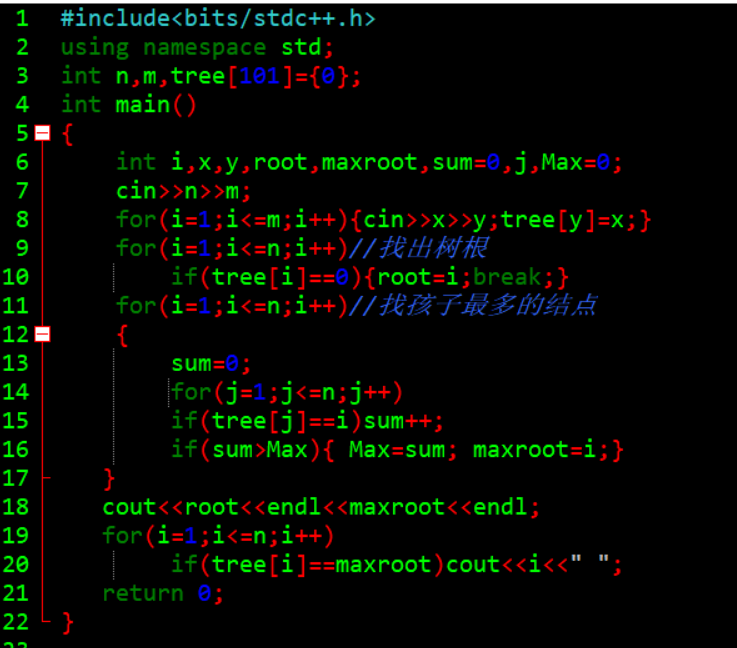 1 #include<bits/stdc++.h>
2 using namespace std;
3 int n,m,tree[101]={0};
4 int main()
5 {
6 int i,x,y,root,maxroot,sum=0,j,Max=0;
7 cin>>n>>m;
8 for(i=1;i<=m;i++){cin>>x>>y;tree[y]=x;}
9 for(i=1;i<=n;i++)//找出树根
10 if(tree[i]==0){root=i;break;}
11 for(i=1;i<=n;i++)//找孩子最多的结点
12 {
13 sum=0;
14 for(j=1;j<=n;j++)
15 if(tree[j]==i)sum++;
16 if(sum>Max){ Max=sum; maxroot=i;}
17 }
18 cout<<root<<endl<<maxroot<<endl;
19 for(i=1;i<=n;i++)
20 if(tree[i]==maxroot)cout<<i<<" ";
21 return 0;
22 }